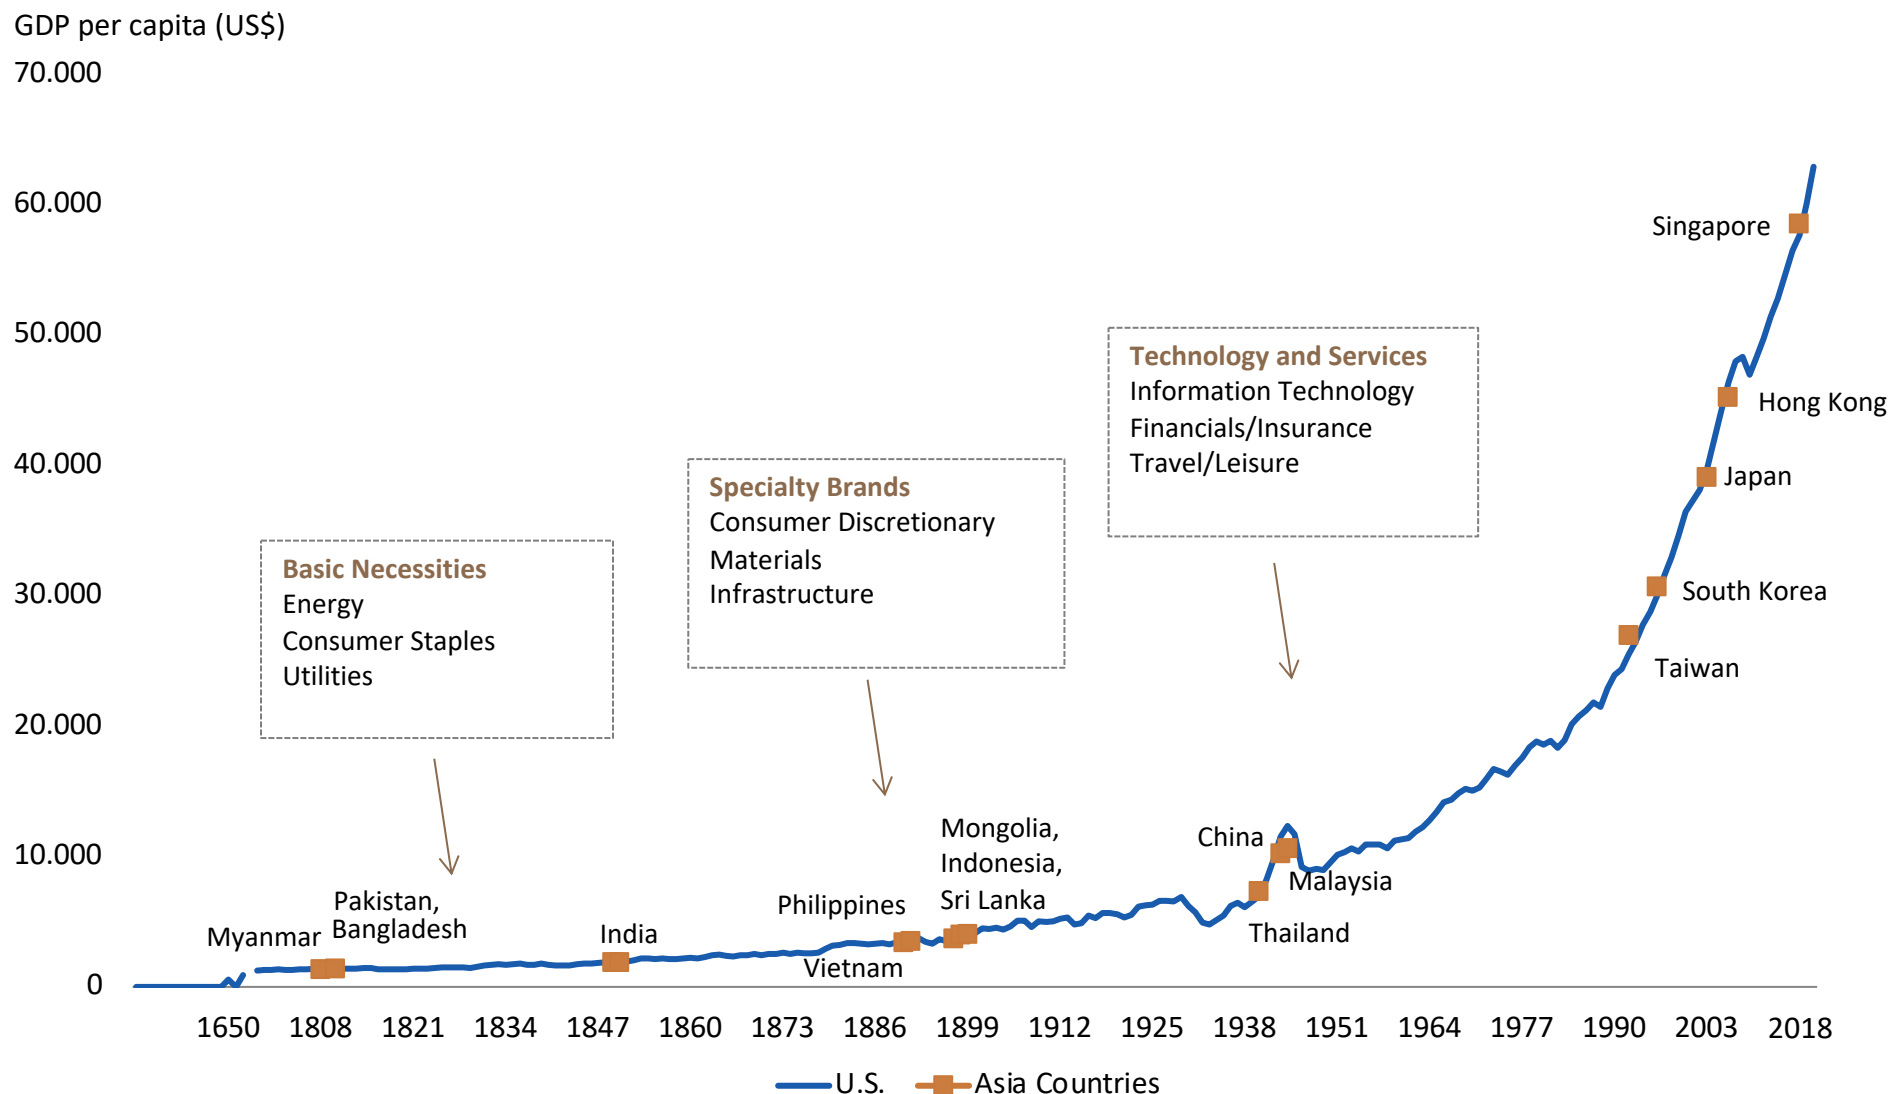 GDP per capita (US$)
70.000
60.000
50.000
40.000
30.000
20.000
10.000
0
Basic Necessities
Energy
Consumer Staples
Utilities
Specialty Brands
Consumer Discretionary
Materials
Infrastructure
Technology and Services
Information Technology
Financials/Insurance
Travel/Leisure
Myanmar
Pakistan,
Bangladesh
India
Philippines
Vietnam
Mongolia,
Indonesia,
Sri Lanka
China
Malaysia
Thailand
Singapore
Hong Kong
Japan
South Korea
Taiwan
1650 1808 1821 1834 1847 1860 1873 1886 1899 1912 1925 1938 1951 1964 1977 1990 2003 2018
U.S. Asia Countries